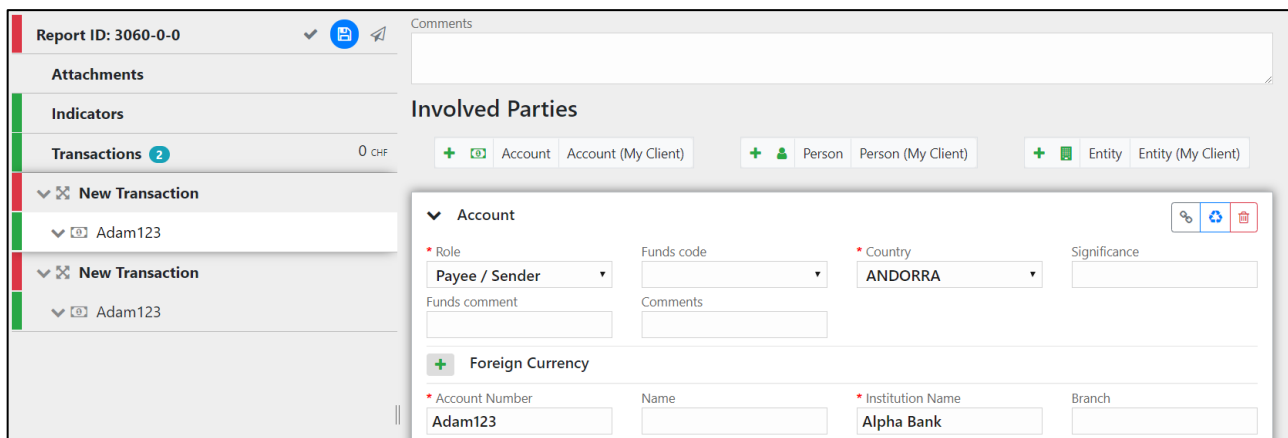 Report ID: 3060-0-0
Attachments
Indicators
Transactions 2 0 CHF
New Transaction
Adam123
New Transaction
Adam123
Comments
Involved Parties
Account Account (My Client) Person Person (My Client) Entity Entity (My Client)
Account
* Role Funds code * Country Significance
Payee / Sender ANDORRA
Funds comment Comments
Foreign Currency
* Account Number Name * Institution Name Branch
Adam123 Alpha Bank